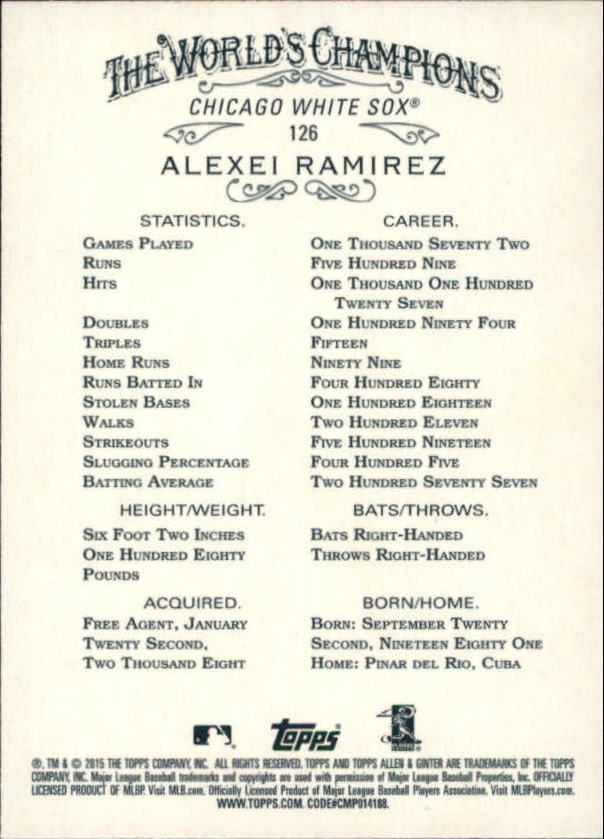 THE WORLD'S CHAMPIONS
CHICAGO WHITE SOX®
126
ALEXEI RAMIREZ
STATISTICS. CAREER.
GAMES PLAYED ONE THOUSAND SEVENTY TWO
RUNS FIVE HUNDRED NINE
HITS ONE THOUSAND ONE HUNDRED
TWENTY SEVEN
DOUBLES ONE HUNDRED NINETY FOUR
TRIPLES FIFTEEN
HOME RUNS NINETY NINE
RUNS BATTED IN FOUR HUNDRED EIGHTY
STOLEN BASES ONE HUNDRED EIGHTEEN
WALKS TWO HUNDRED ELEVEN
STRIKEOUTS FIVE HUNDRED NINETEEN
SLUGGING PERCENTAGE FOUR HUNDRED FIVE
BATTING AVERAGE TWO HUNDRED SEVENTY SEVEN
HEIGHT/WEIGHT. BATS/THROWS.
SIX FOOT TWO INCHES BATS RIGHT-HANDED
ONE HUNDRED EIGHTY THROWS RIGHT-HANDED
POUNDS
ACQUIRED. BORN/HOME.
FREE AGENT, JANUARY BORN: SEPTEMBER TWENTY
TWENTY SECOND, SECOND, NINETEEN EIGHTY ONE
TWO THOUSAND EIGHT HOME: PINAR DEL RIO, CUBA
topps®
®, TM & © 2015 THE TOPPS COMPANY, INC. ALL RIGHTS RESERVED. TOPPS AND TOPPS ALLEN & GINTER ARE TRADEMARKS OF THE TOPPS
COMPANY, INC. Major League Baseball trademarks and copyrights are used with permission of Major League Baseball Properties, Inc. OFFICIALLY
LICENSED PRODUCT OF MLBP. Visit MLB.com. Officially Licensed Product of Major League Baseball Players Association. Visit MLBPlayers.com.
WWW.TOPPS.COM. CODE#CMP014188.